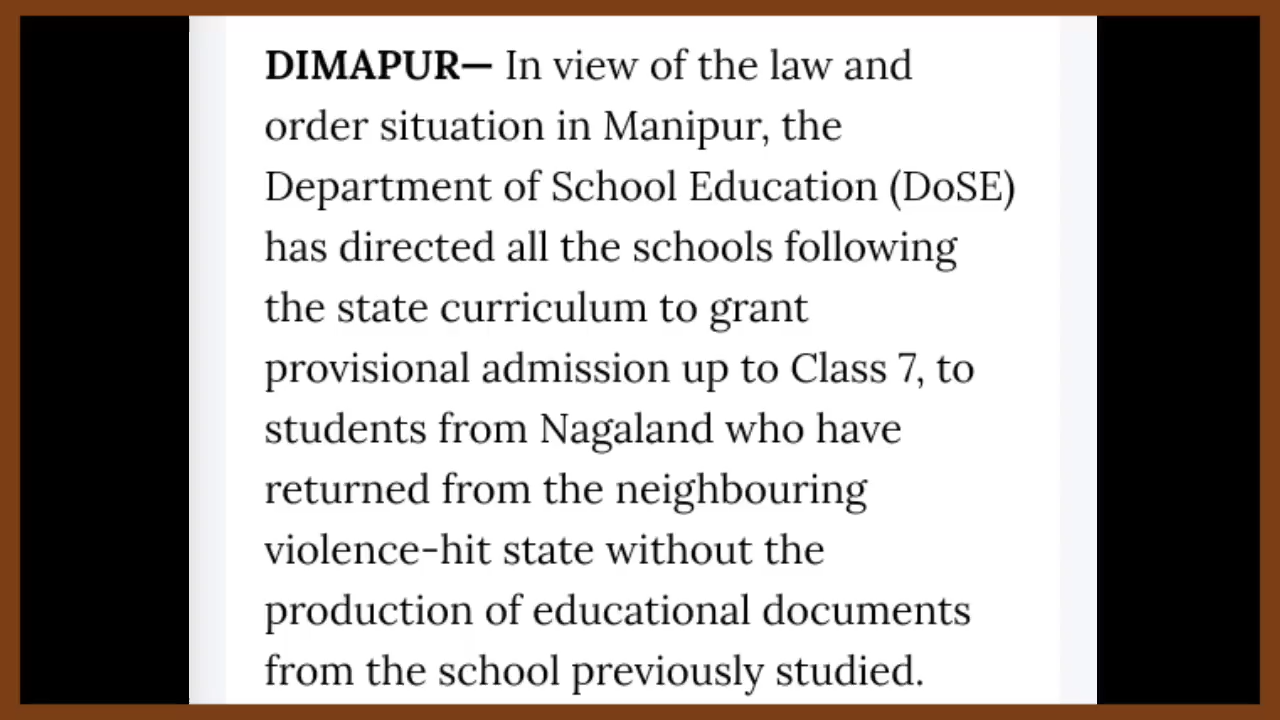 DIMAPUR— In view of the law and
order situation in Manipur, the
Department of School Education (DoSE)
has directed all the schools following
the state curriculum to grant
provisional admission up to Class 7, to
students from Nagaland who have
returned from the neighbouring
violence-hit state without the
production of educational documents
from the school previously studied.